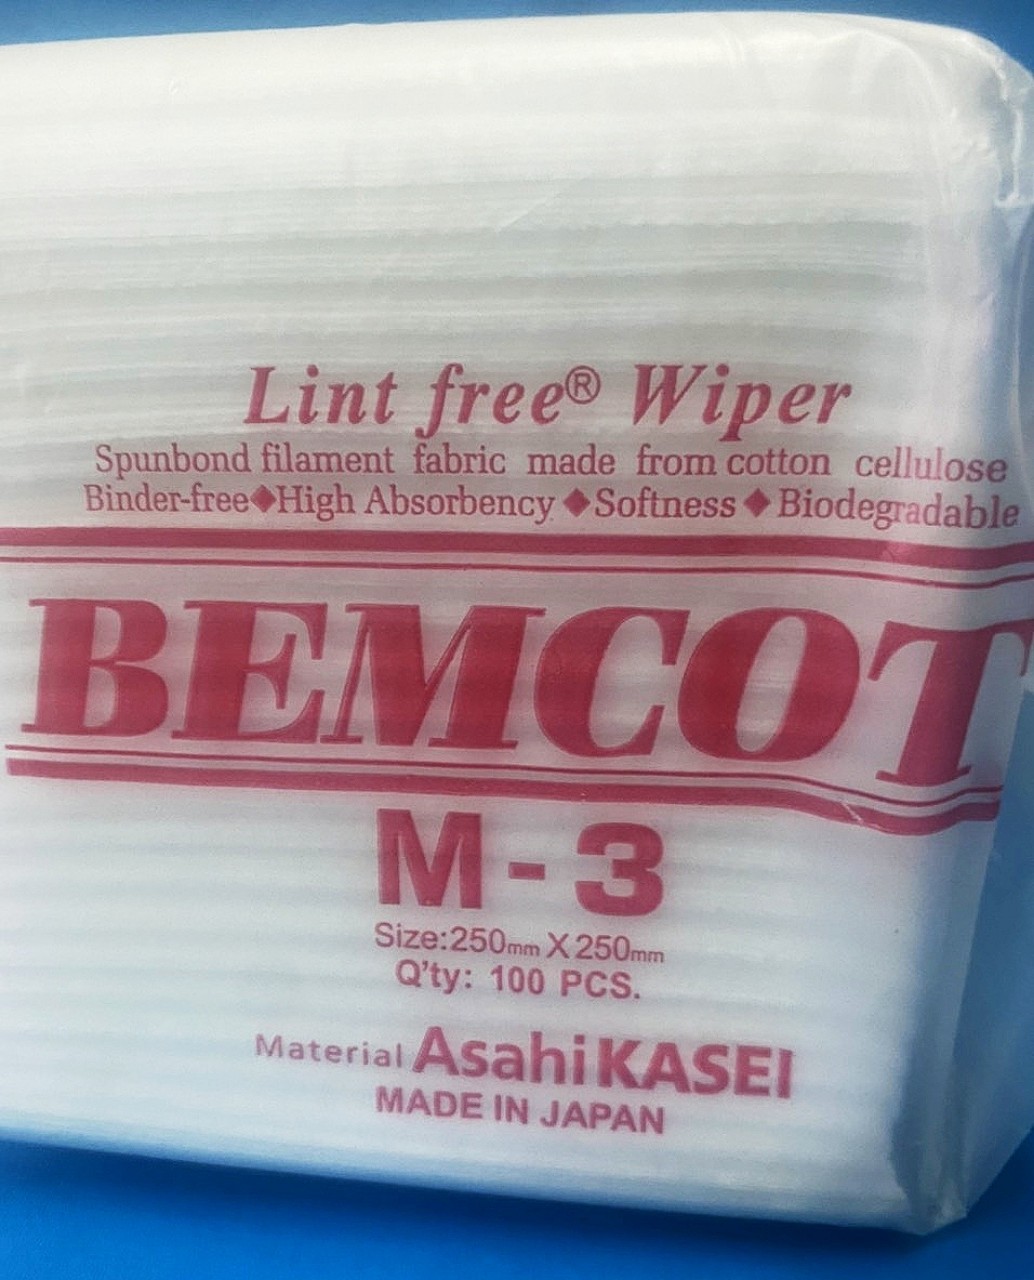 Lint free® Wiper
Spunbond filament fabric made from cotton cellulose
Binder-free◆High Absorbency ◆Softness ◆Biodegradable
BEMCOT
M-3
Size:250mm X 250mm
Q'ty: 100 PCS.
Material AsahiKASEI
MADE IN JAPAN